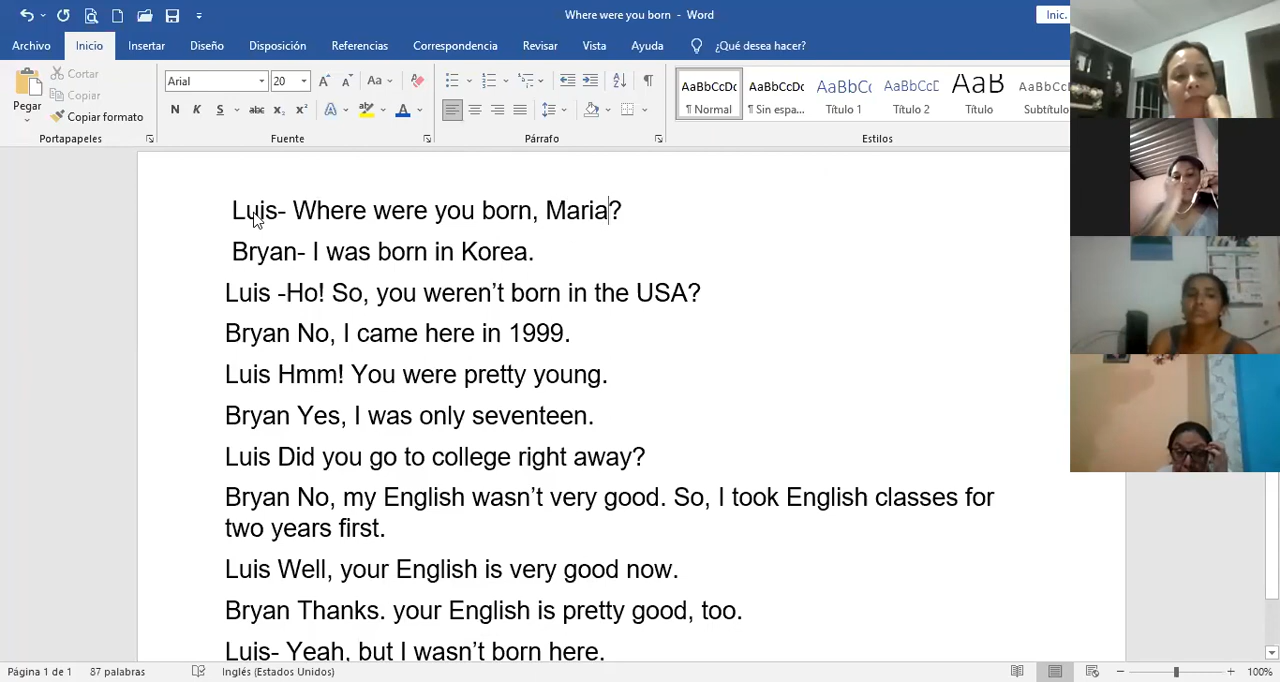 Where were you born - Word
Inic.
Archivo Inicio Insertar Diseño Disposición Referencias Correspondencia Revisar Vista Ayuda ¿Qué desea hacer?
Pegar
Cortar
Copiar
Copiar formato
Portapapeles
Arial 20
Aa
N K S abc x₂ x² A A
Fuente
Párrafo
AaBbCcDc AaBbCcDc AaBbC AaBbCcD AaB AaBbCc
¶ Normal ¶ Sin espa... Título 1 Título 2 Título Subtítulo
Estilos
Luis- Where were you born, Maria?
Bryan- I was born in Korea.
Luis -Ho! So, you weren’t born in the USA?
Bryan No, I came here in 1999.
Luis Hmm! You were pretty young.
Bryan Yes, I was only seventeen.
Luis Did you go to college right away?
Bryan No, my English wasn’t very good. So, I took English classes for
two years first.
Luis Well, your English is very good now.
Bryan Thanks. your English is pretty good, too.
Luis- Yeah, but I wasn’t born here.
Página 1 de 1 87 palabras Inglés (Estados Unidos) 100%